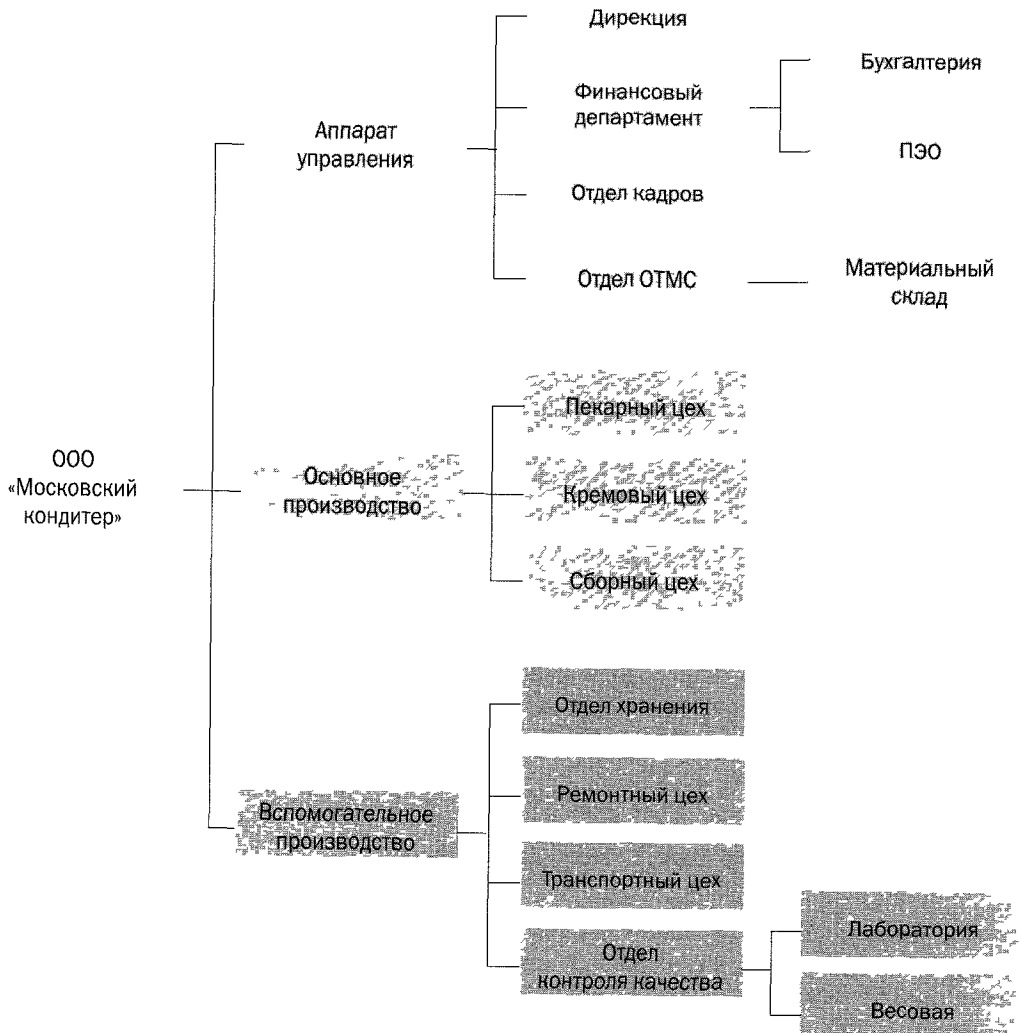 Дирекция
Финансовый
департамент
Бухгалтерия
ПЭО
Аппарат
управления
Отдел кадров
Отдел ОТМС
Материальный
склад
ООО
«Московский
кондитер»
Основное
производство
Пекарный цех
Кремовый цех
Сборный цех
Вспомогательное
производство
Отдел хранения
Ремонтный цех
Транспортный цех
Отдел
контроля качества
Лаборатория
Весовая